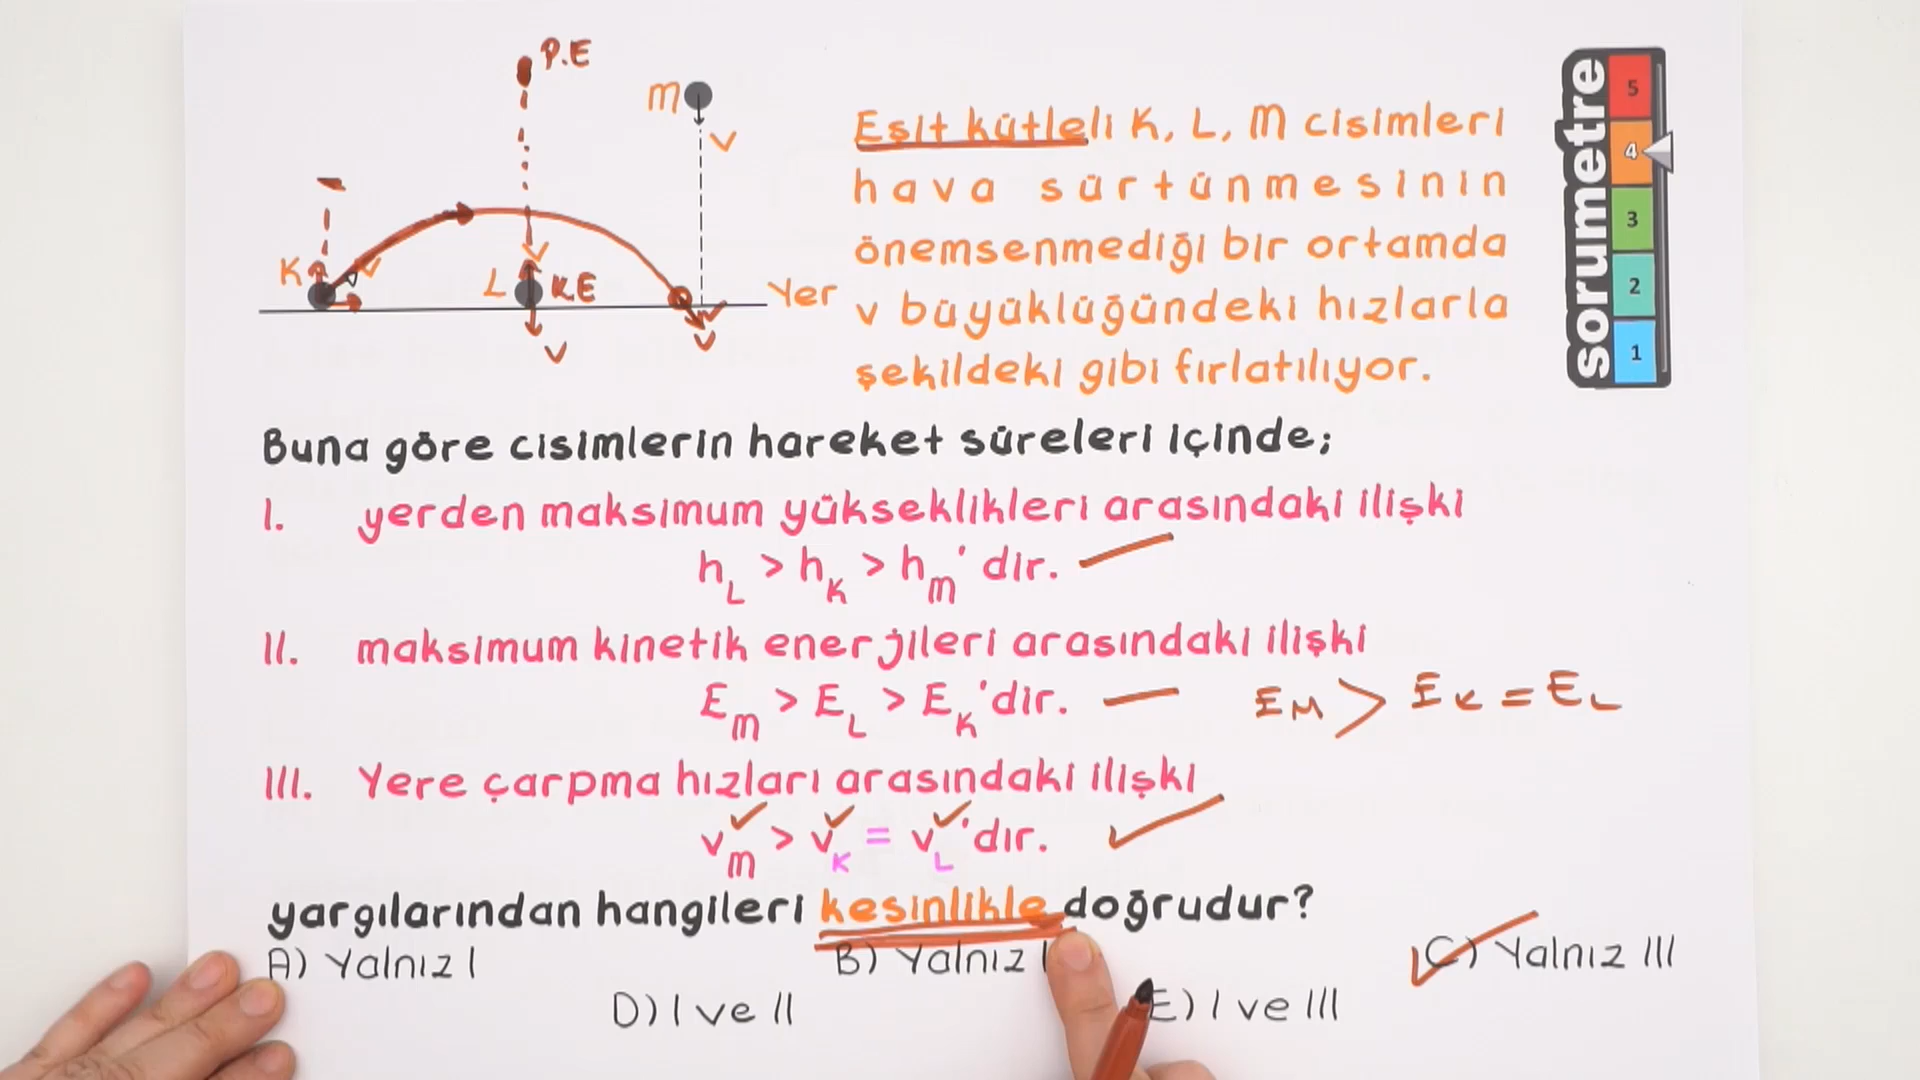 P.E
M
V
K
V
V
L
K.E
V
V
V
Yer
Eşit kütleli K, L, M cisimleri
hava sürtünmesinin
önemsenmediği bir ortamda
v büyüklüğündeki hızlarla
şekildeki gibi fırlatılıyor.
sorumetre
5
4
3
2
1
Buna göre cisimlerin hareket süreleri içinde;
I. yerden maksimum yükseklikleri arasındaki ilişki
h_L > h_K > h_m'dir.
II. maksimum kinetik enerjileri arasındaki ilişki
E_m > E_L > E_K'dir. E_M > E_K = E_L
III. Yere çarpma hızları arasındaki ilişki
v_m > v_K = v_L'dır.
yargılarından hangileri kesinlikle doğrudur?
A) Yalnız I B) Yalnız C) Yalnız III
D) I ve II E) I ve III